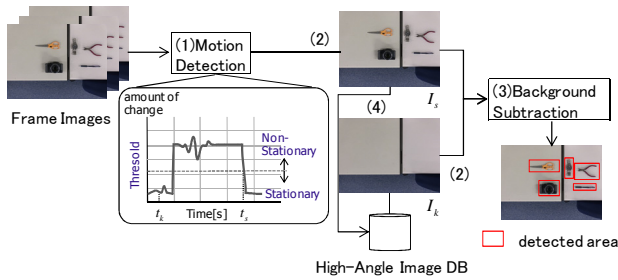 Frame Images
(1)Motion
Detection
(2)
(4)
I_s
I_k
(2)
(3)Background
Subtraction
amount of
change
Thresold
Non-
Stationary
Stationary
t_k
Time[s]
t_s
High-Angle Image DB
detected area